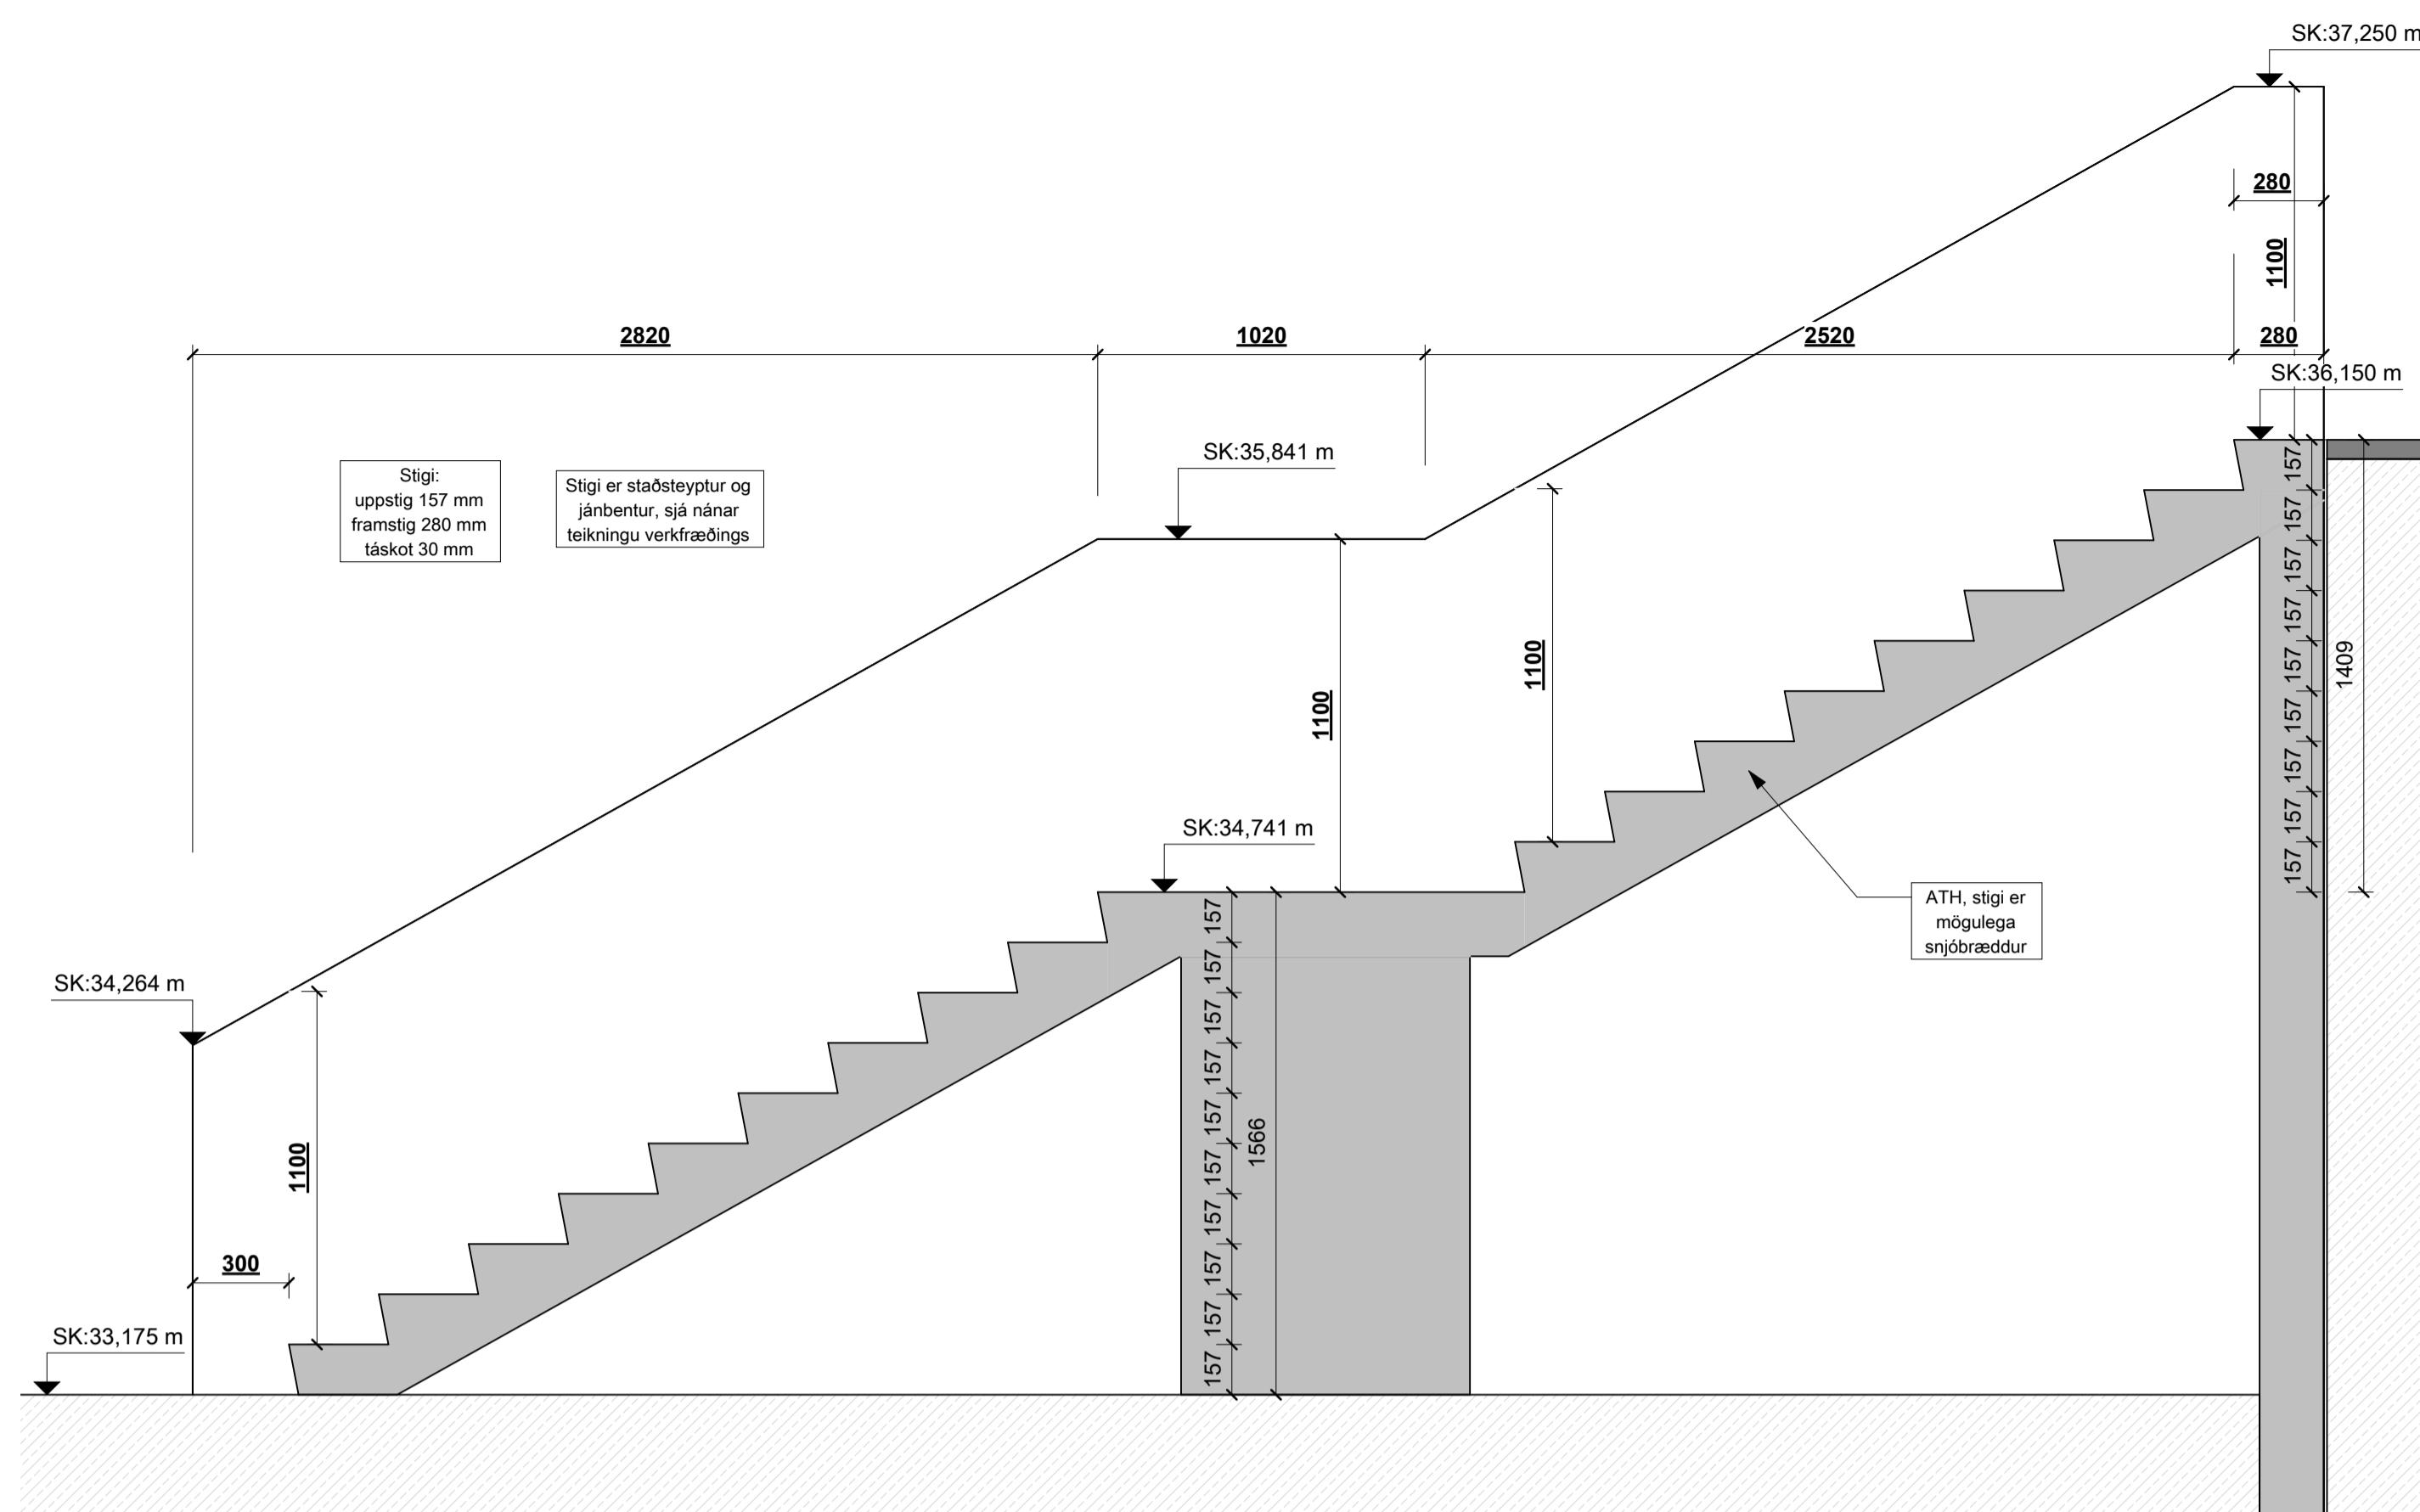 SK:37,250 m
280
1100
2820
1020
2520
280
SK:36,150 m
SK:35,841 m
Stigi:
uppstig 157 mm
framstig 280 mm
táskot 30 mm
Stigi er staðsteyptur og
jánbentur, sjá nánar
teikningu verkfræðings
157
157
157
157
157
157
157
157
157
1409
1100
1100
SK:34,741 m
ATH, stigi er
mögulega
snjóbræddur
157
157
157
157
157
157
157
157
157
157
1566
SK:34,264 m
1100
300
SK:33,175 m